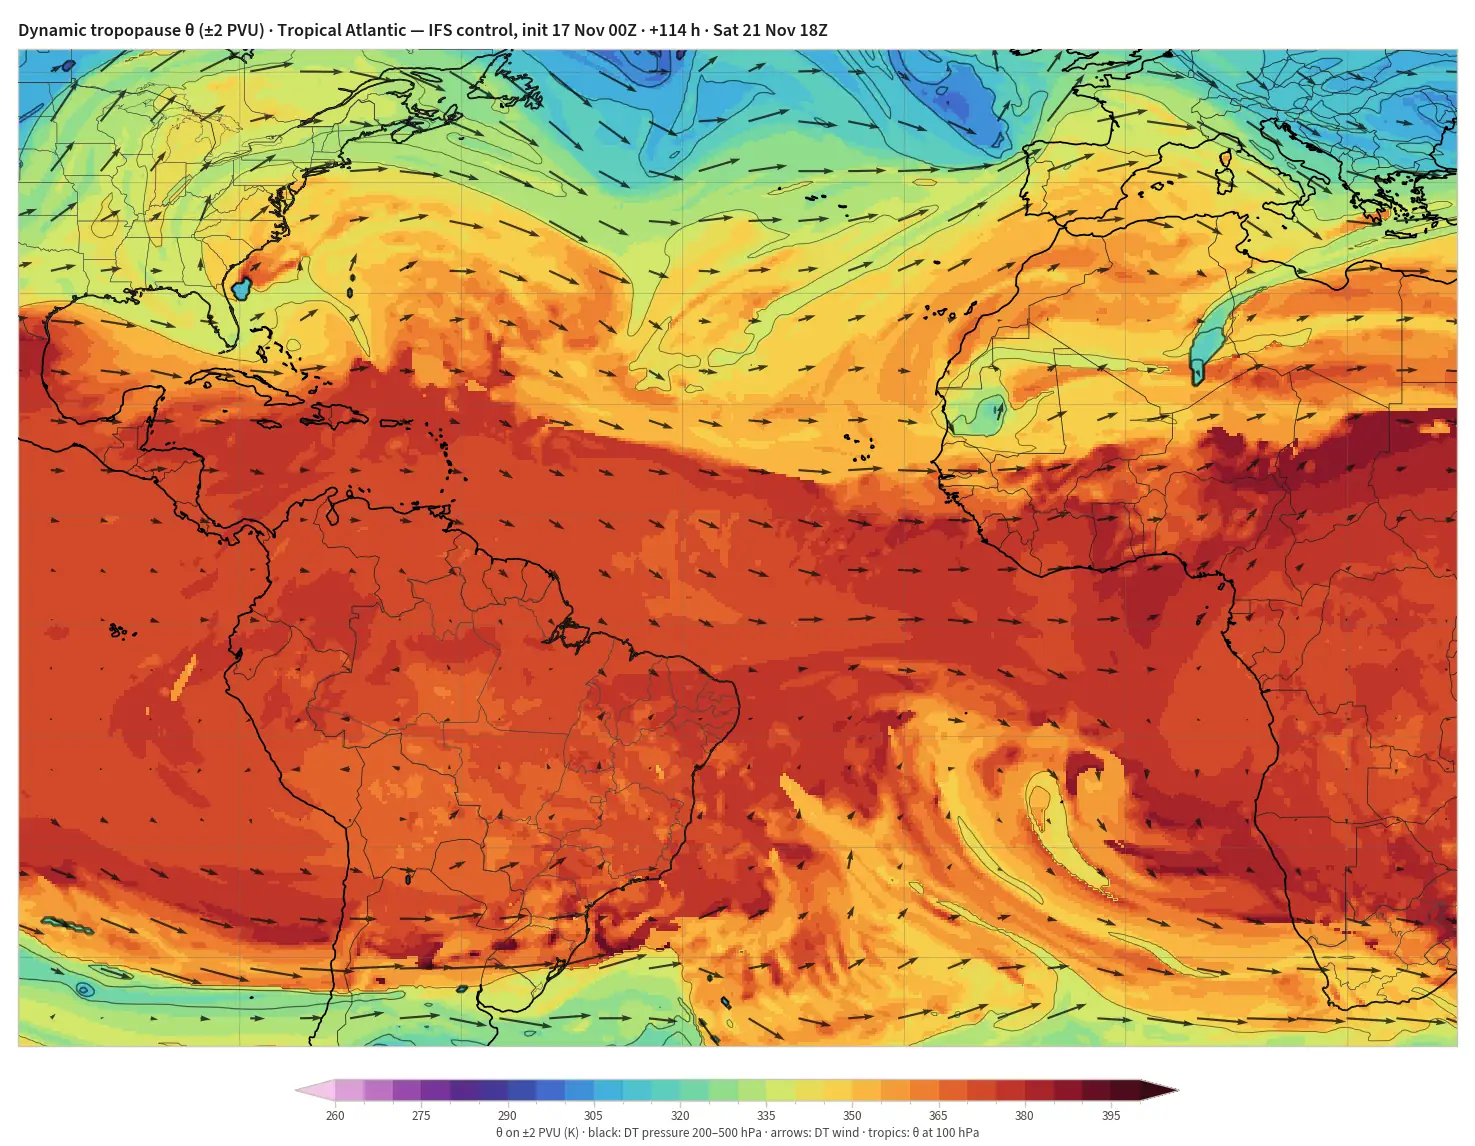 Dynamic tropopause θ (±2 PVU) · Tropical Atlantic — IFS control, init 17 Nov 00Z · +114 h · Sat 21 Nov 18Z
260 275 290 305 320 335 350 365 380 395
θ on ±2 PVU (K) · black: DT pressure 200–500 hPa · arrows: DT wind · tropics: θ at 100 hPa